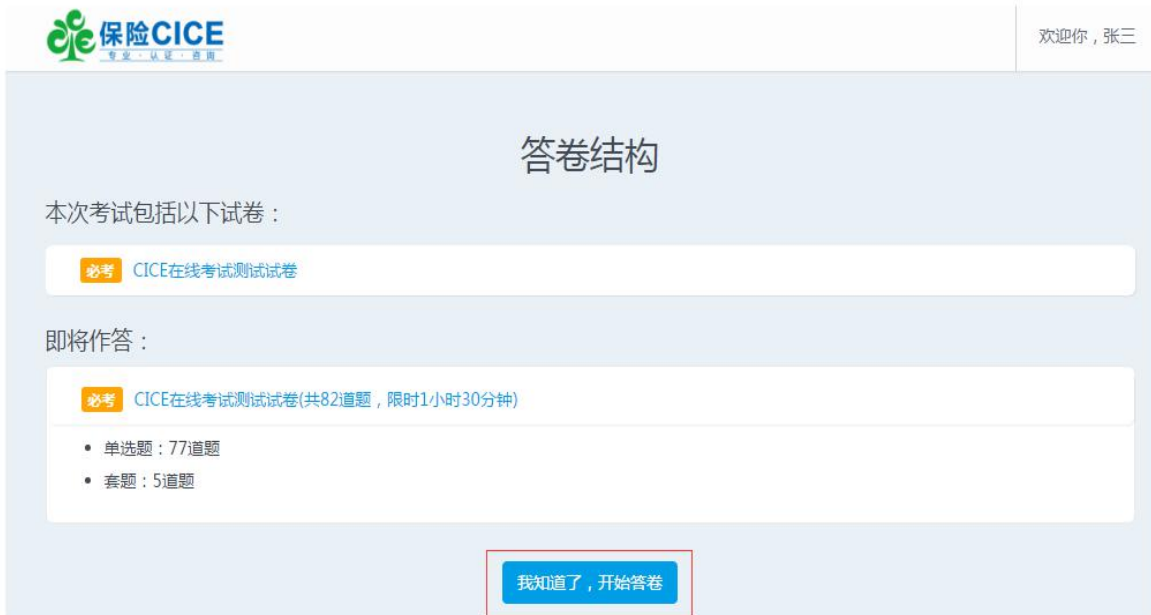 保险CICE
专业·认证·咨询
欢迎你，张三
答卷结构
本次考试包括以下试卷：
必考 CICE在线考试测试试卷
即将作答：
必考 CICE在线考试测试试卷(共82道题，限时1小时30分钟)
• 单选题：77道题
• 套题：5道题
我知道了，开始答卷